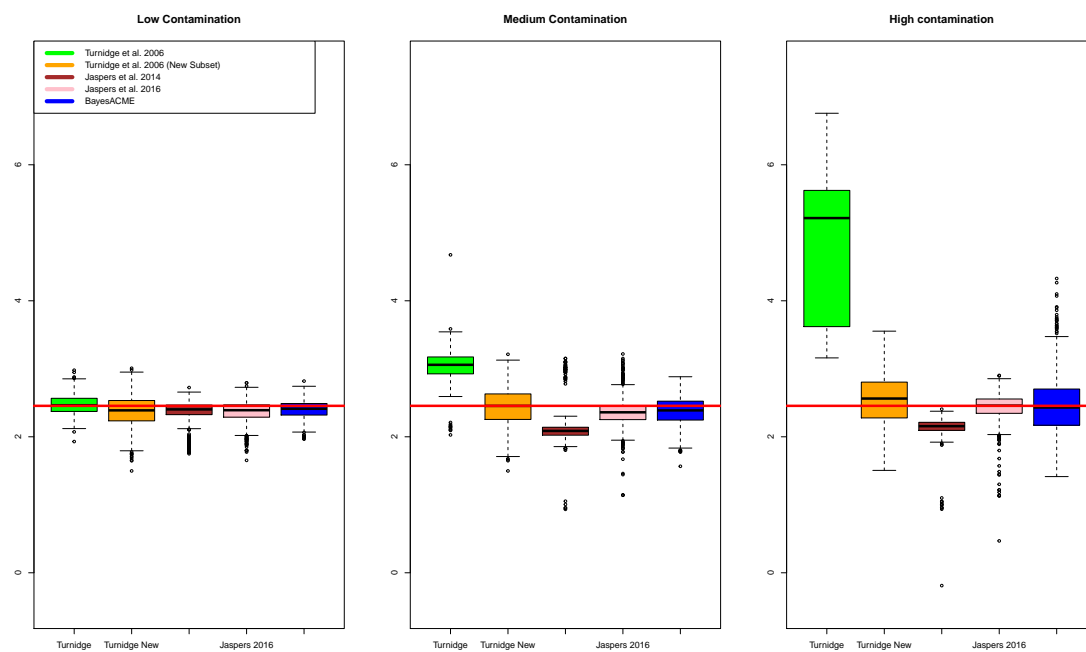 Low Contamination
Medium Contamination
High contamination
Turnidge et al. 2006
Turnidge et al. 2006 (New Subset)
Jaspers et al. 2014
Jaspers et al. 2016
BayesACME
6
4
2
0
6
4
2
0
6
4
2
0
Turnidge Turnidge New Jaspers 2016
Turnidge Turnidge New Jaspers 2016
Turnidge Turnidge New Jaspers 2016